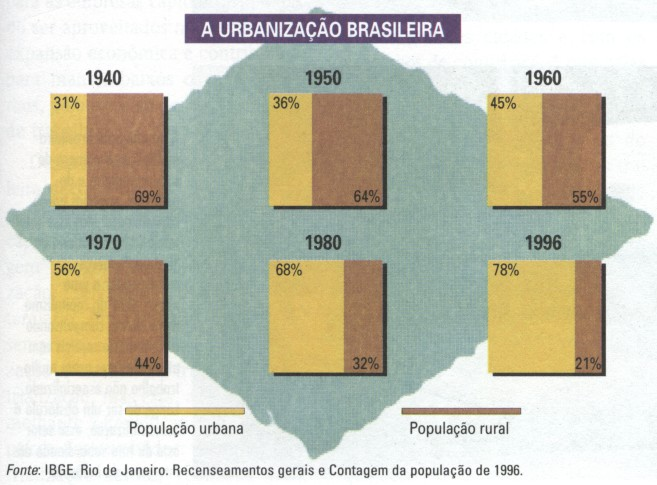 A URBANIZAÇÃO BRASILEIRA
1940 1950 1960
31% 36% 45%
69% 64% 55%
1970 1980 1996
56% 68% 78%
44% 32% 21%
População urbana População rural
Fonte: IBGE. Rio de Janeiro. Recenseamentos gerais e Contagem da população de 1996.